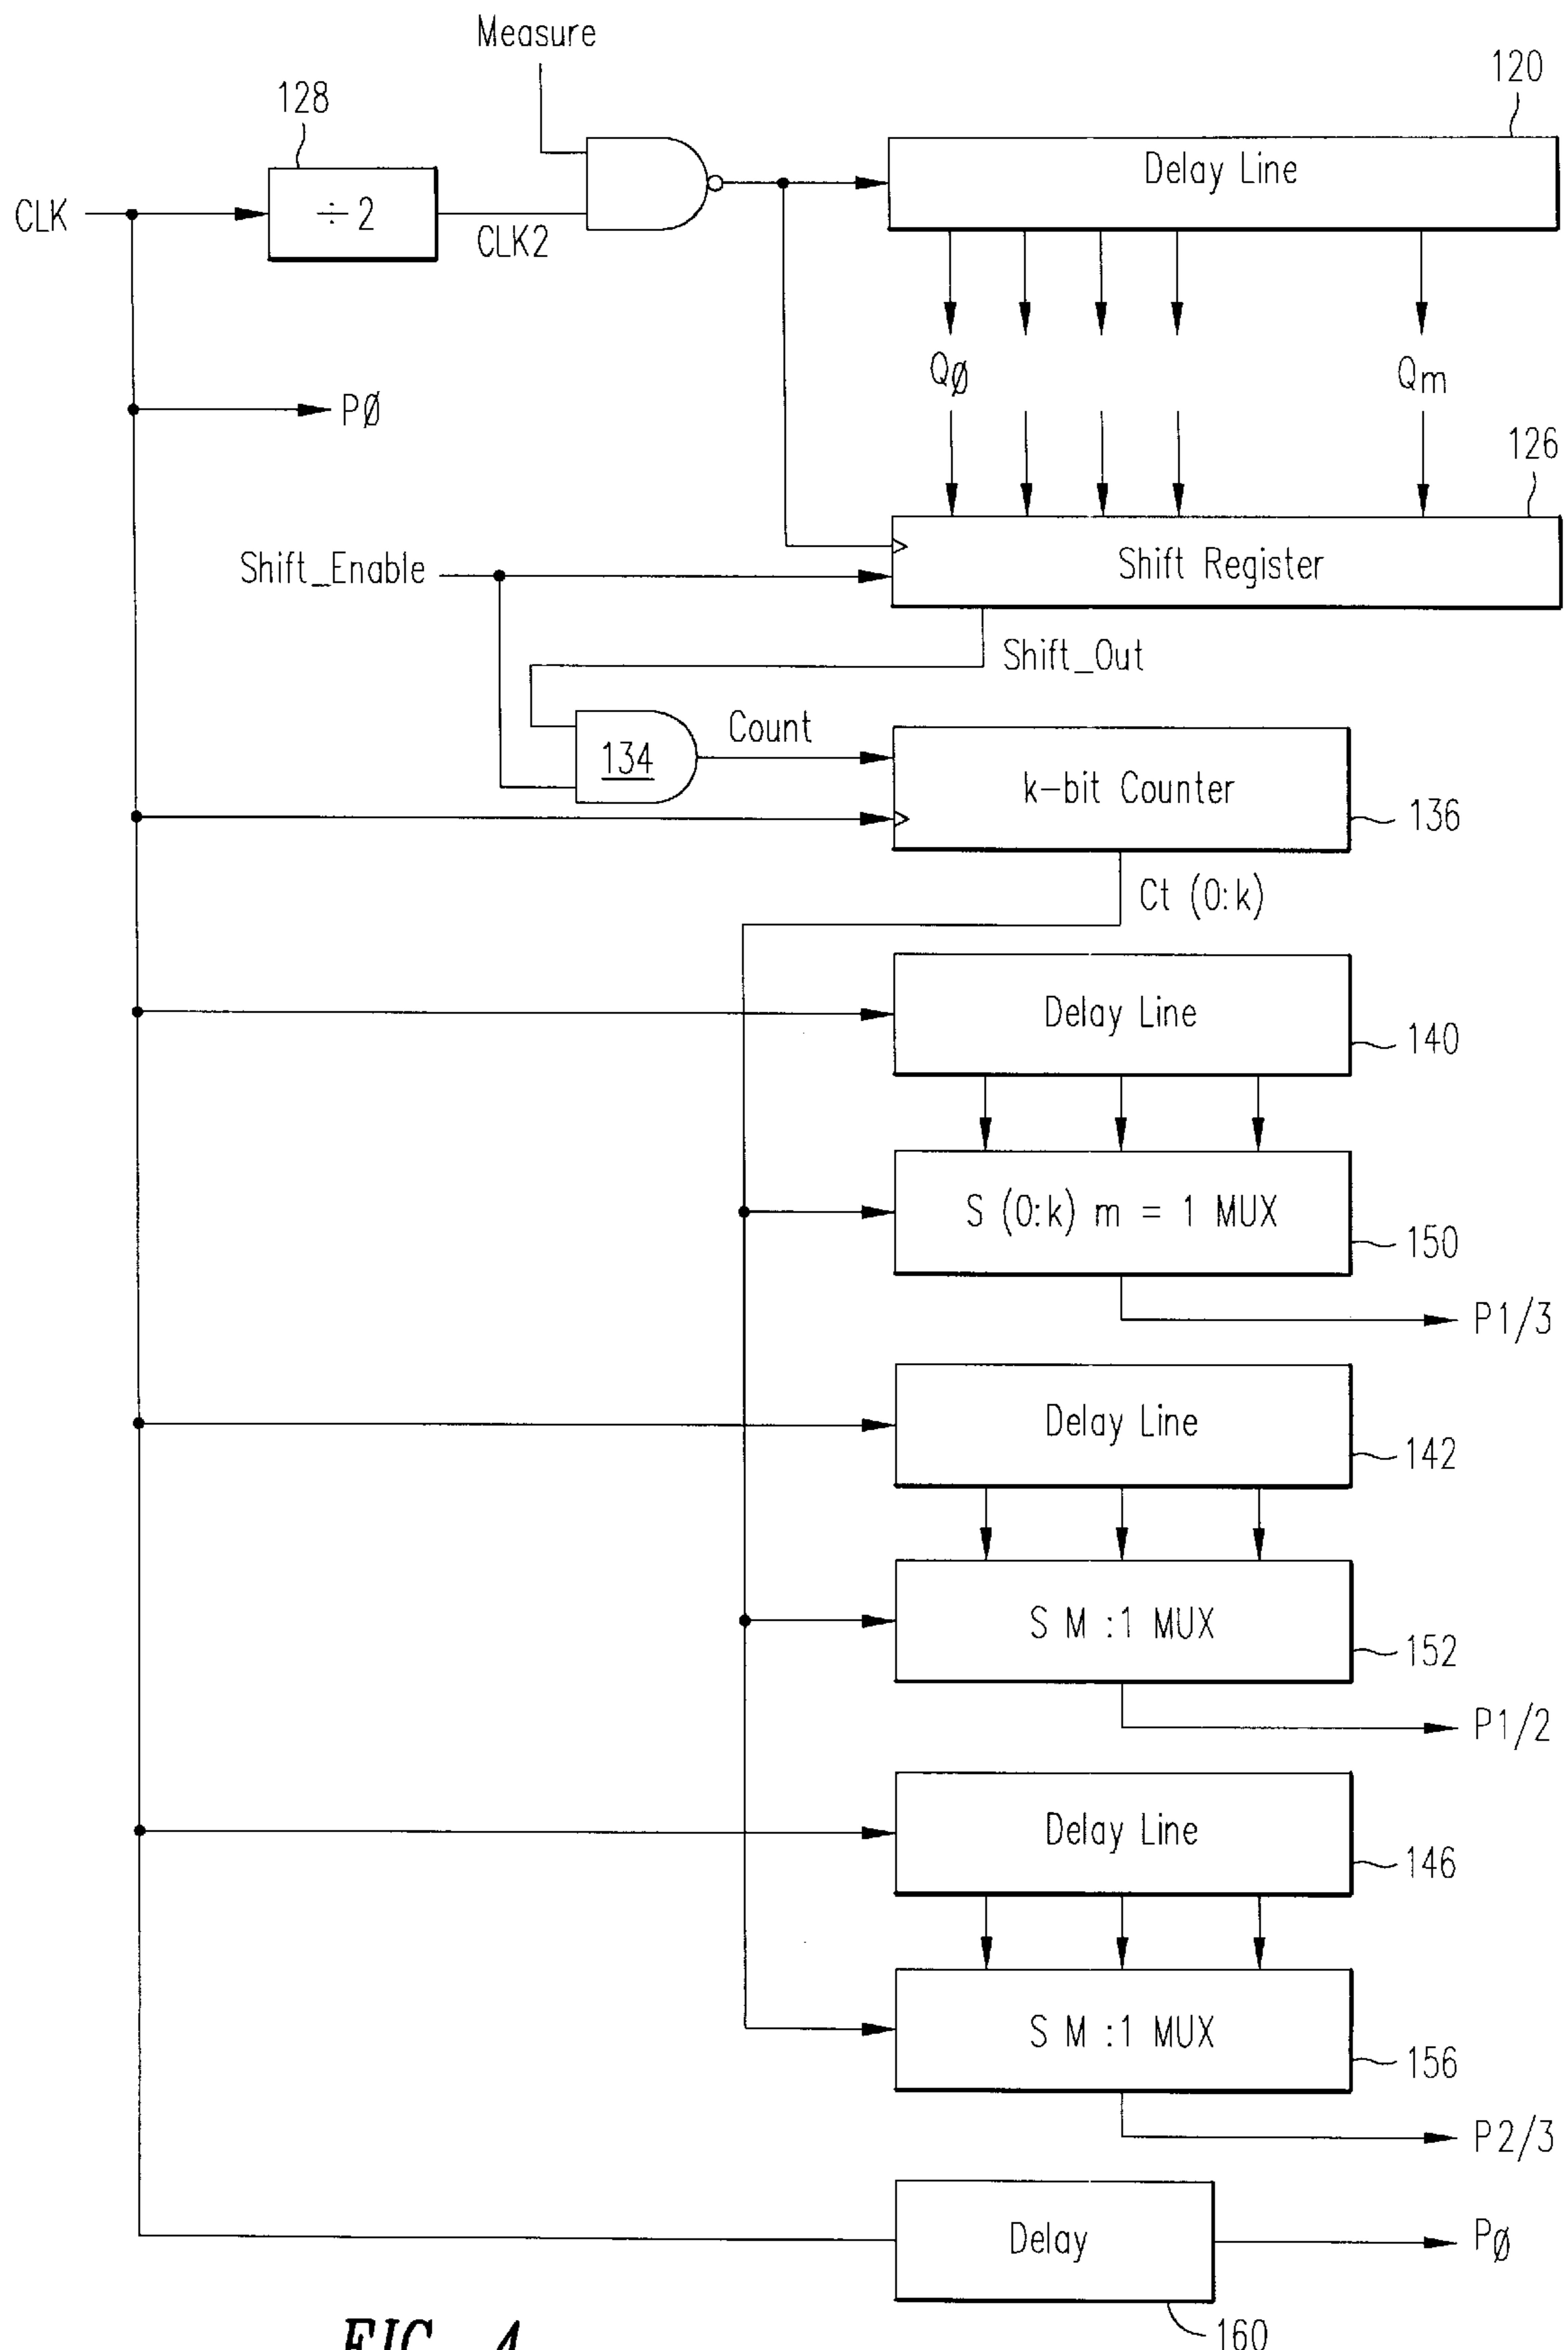 Measure
128
120
CLK
÷2
CLK2
Delay Line
QØ
Qm
PØ
126
Shift_Enable
Shift Register
Shift_Out
134
Count
k-bit Counter
136
Ct (0:k)
Delay Line
140
S (0:k) m = 1 MUX
150
P1/3
Delay Line
142
S M :1 MUX
152
P1/2
Delay Line
146
S M :1 MUX
156
P2/3
Delay
PØ
160
FIG. 4